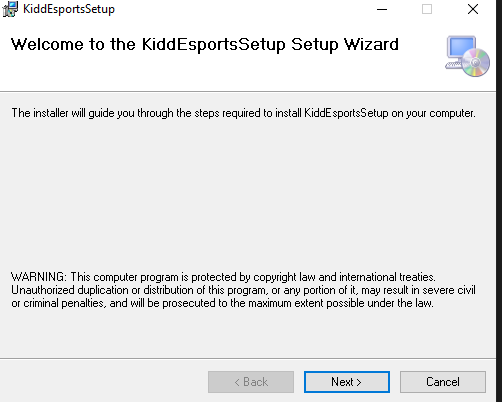 KiddEsportsSetup
Welcome to the KiddEsportsSetup Setup Wizard
The installer will guide you through the steps required to install KiddEsportsSetup on your computer.
WARNING: This computer program is protected by copyright law and international treaties.
Unauthorized duplication or distribution of this program, or any portion of it, may result in severe civil
or criminal penalties, and will be prosecuted to the maximum extent possible under the law.
< Back
Next >
Cancel